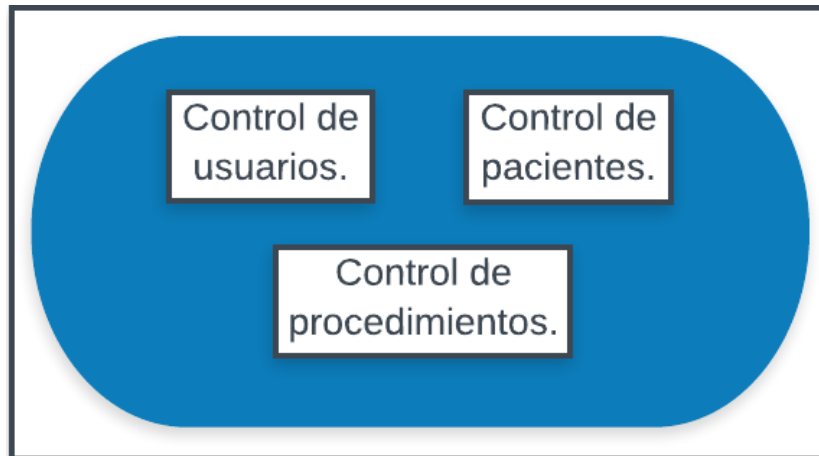 Control de
usuarios.
Control de
pacientes.
Control de
procedimientos.